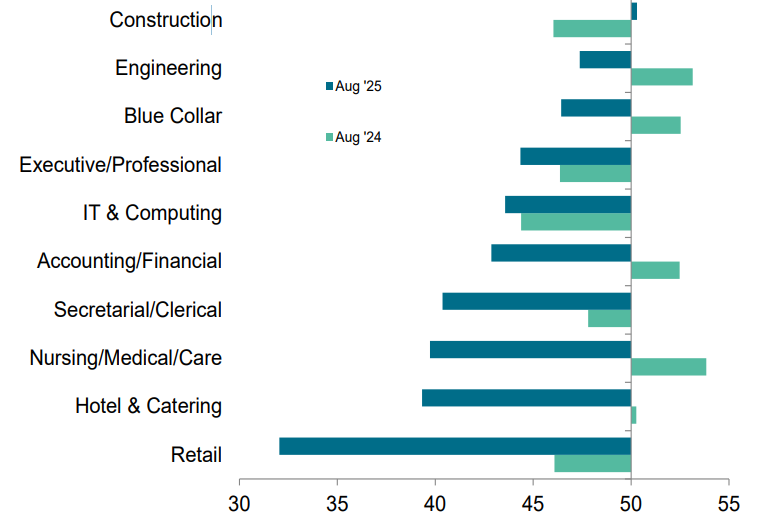 Construction
Engineering
Aug '25
Blue Collar
Aug '24
Executive/Professional
IT & Computing
Accounting/Financial
Secretarial/Clerical
Nursing/Medical/Care
Hotel & Catering
Retail
30 35 40 45 50 55